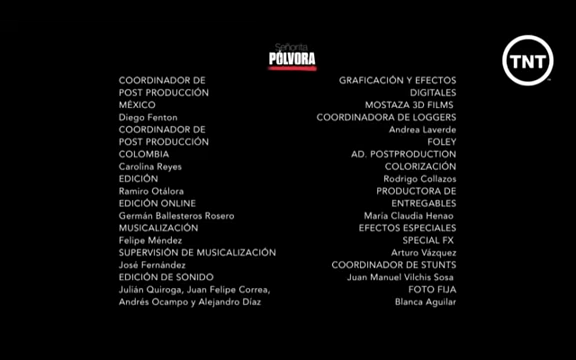 Señorita
PÓLVORA
TNT
COORDINADOR DE
POST PRODUCCIÓN
MÉXICO
Diego Fenton
COORDINADOR DE
POST PRODUCCIÓN
COLOMBIA
Carolina Reyes
EDICIÓN
Ramiro Otálora
EDICIÓN ONLINE
Germán Ballesteros Rosero
MUSICALIZACIÓN
Felipe Méndez
SUPERVISIÓN DE MUSICALIZACIÓN
José Fernández
EDICIÓN DE SONIDO
Julián Quiroga, Juan Felipe Correa,
Andrés Ocampo y Alejandro Díaz
GRAFICACIÓN Y EFECTOS
DIGITALES
MOSTAZA 3D FILMS
COORDINADORA DE LOGGERS
Andrea Laverde
FOLEY
AD. POSTPRODUCTION
COLORIZACIÓN
Rodrigo Collazos
PRODUCTORA DE
ENTREGABLES
María Claudia Henao
EFECTOS ESPECIALES
SPECIAL FX
Arturo Vázquez
COORDINADOR DE STUNTS
Juan Manuel Vilchis Sosa
FOTO FIJA
Blanca Aguilar